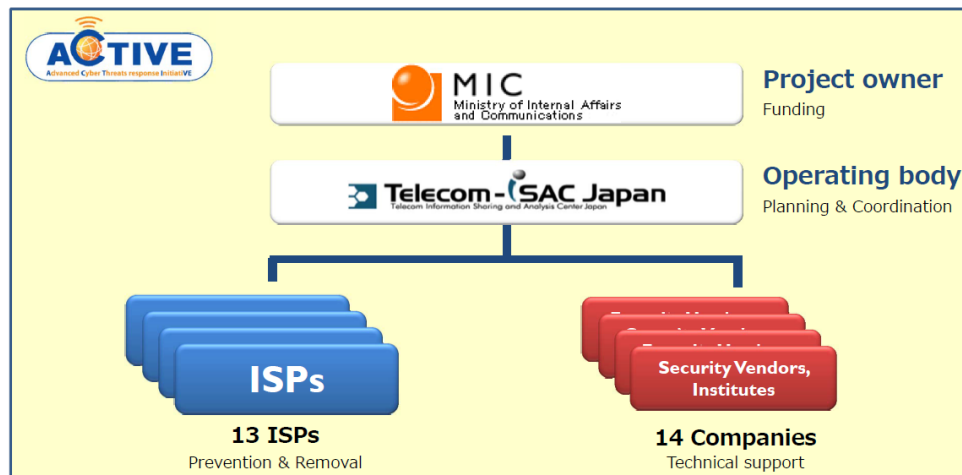 ACTIVE
Advanced Cyber Threats response InitiatiVE
MIC
Ministry of Internal Affairs
and Communications
Project owner
Funding
Telecom-iSAC Japan
Telecom Information Sharing and Analysis Center Japan
Operating body
Planning & Coordination
ISPs
Security Vendors,
Institutes
13 ISPs
Prevention & Removal
14 Companies
Technical support